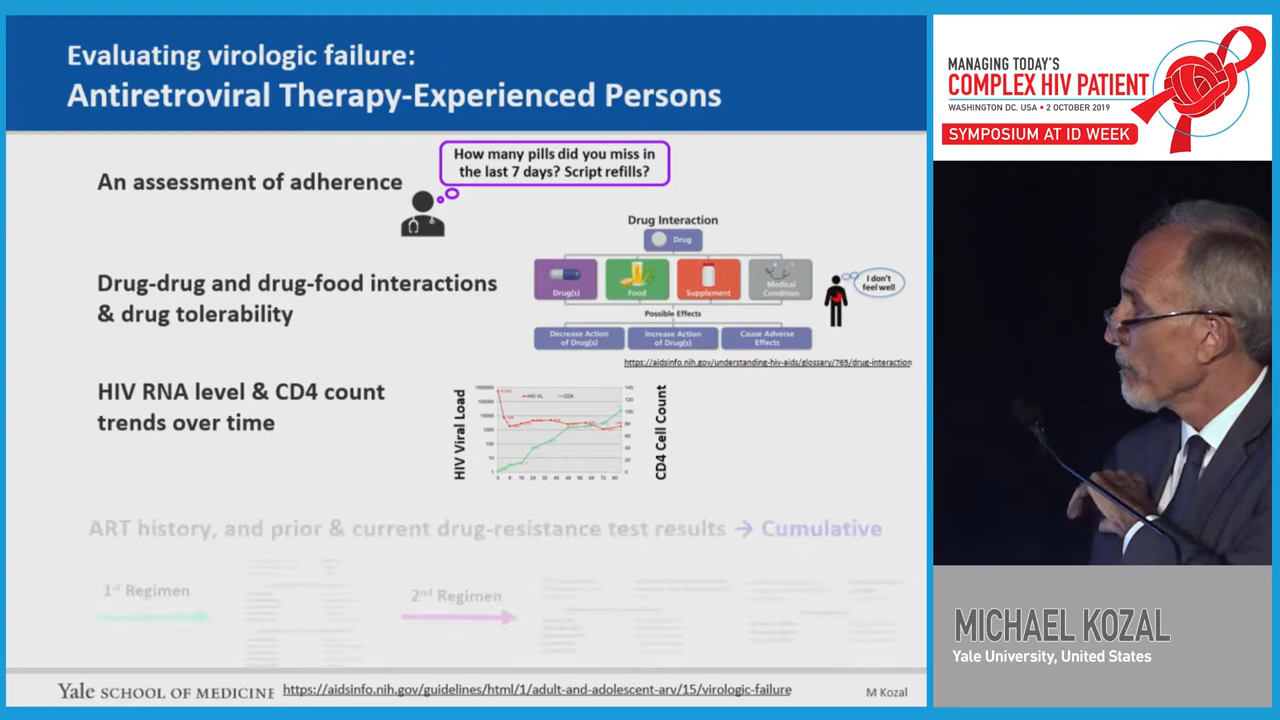 Evaluating virologic failure:
Antiretroviral Therapy-Experienced Persons
An assessment of adherence
How many pills did you miss in
the last 7 days? Script refills?
Drug-drug and drug-food interactions
& drug tolerability
Drug Interaction
Drug
Drug(s)
Food
Supplement
Medical
Condition
Possible Effects
Decrease Action
of Drug(s)
Increase Action
of Drug(s)
Cause Adverse
Effects
I don't
feel well
https://aidsinfo.nih.gov/understanding-hiv-aids/glossary/765/drug-interaction
HIV RNA level & CD4 count
trends over time
HIV Viral Load
HIV VL
CD4
CD4 Cell Count
ART history, and prior & current drug-resistance test results → Cumulative
1st Regimen
2nd Regimen
Yale SCHOOL OF MEDICINE
https://aidsinfo.nih.gov/guidelines/html/1/adult-and-adolescent-arv/15/virologic-failure
M Kozal
MANAGING TODAY'S
COMPLEX HIV PATIENT
WASHINGTON DC, USA • 2 OCTOBER 2019
SYMPOSIUM AT ID WEEK
MICHAEL KOZAL
Yale University, United States